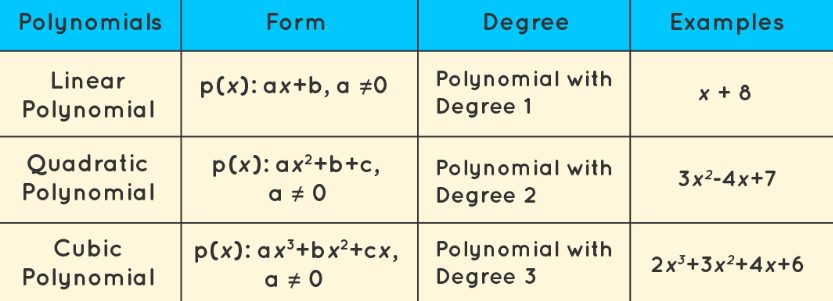 Polynomials Form Degree Examples
Linear
Polynomial
p(x): ax+b, a ≠0
Polynomial with
Degree 1
x + 8
Quadratic
Polynomial
p(x): ax²+b+c,
a ≠ 0
Polynomial with
Degree 2
3x²-4x+7
Cubic
Polynomial
p(x): ax³+bx²+cx,
a ≠ 0
Polynomial with
Degree 3
2x³+3x²+4x+6